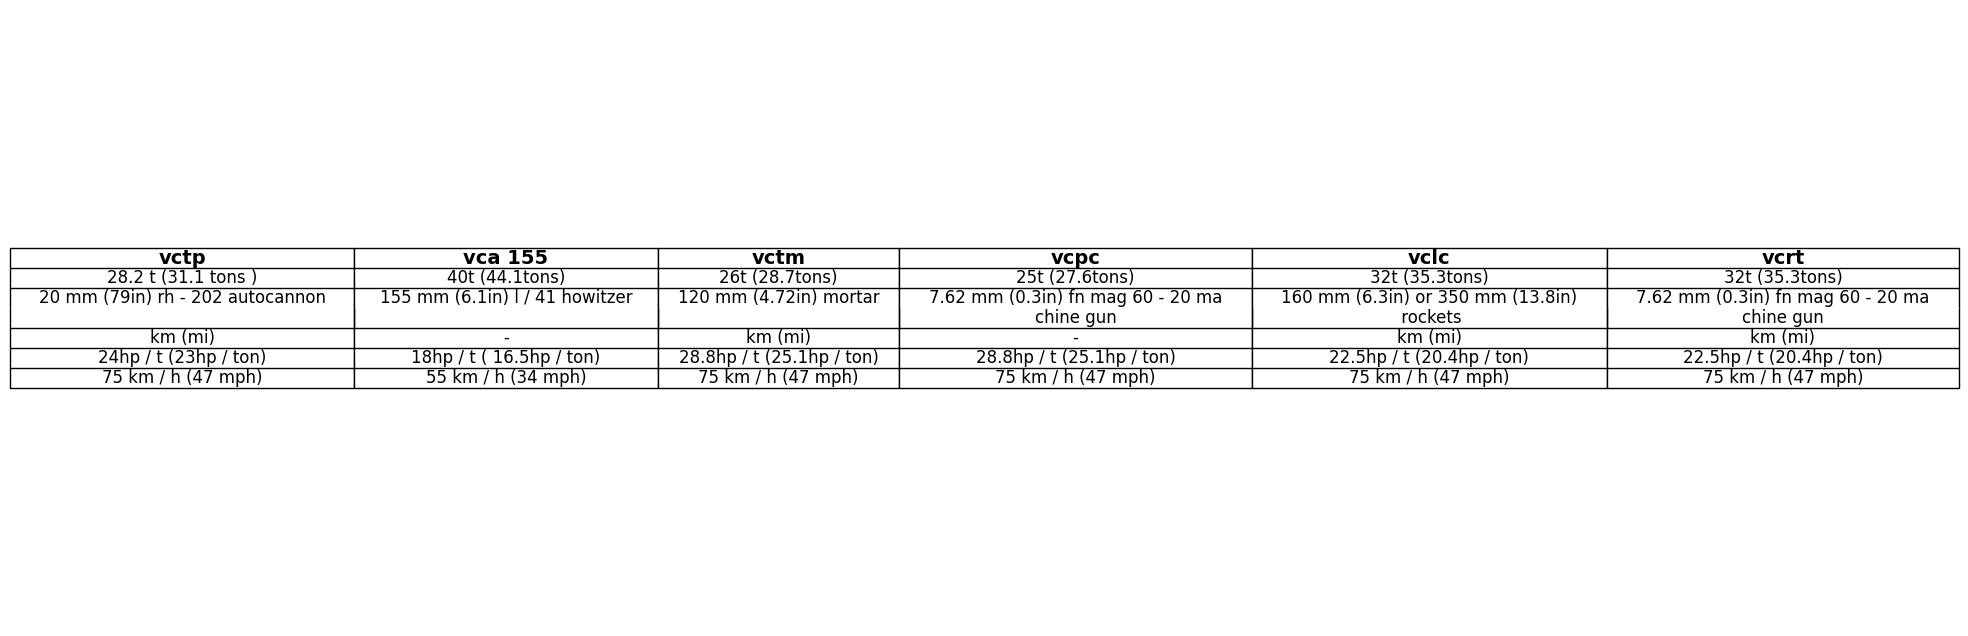 vctp vca 155 vctm vcpc vclc vcrt
28.2 t (31.1 tons ) 40t (44.1tons) 26t (28.7tons) 25t (27.6tons) 32t (35.3tons) 32t (35.3tons)
20 mm (79in) rh - 202 autocannon 155 mm (6.1in) l / 41 howitzer 120 mm (4.72in) mortar 7.62 mm (0.3in) fn mag 60 - 20 ma 160 mm (6.3in) or 350 mm (13.8in) 7.62 mm (0.3in) fn mag 60 - 20 ma
chine gun rockets chine gun
km (mi) - km (mi) - km (mi) km (mi)
24hp / t (23hp / ton) 18hp / t ( 16.5hp / ton) 28.8hp / t (25.1hp / ton) 28.8hp / t (25.1hp / ton) 22.5hp / t (20.4hp / ton) 22.5hp / t (20.4hp / ton)
75 km / h (47 mph) 55 km / h (34 mph) 75 km / h (47 mph) 75 km / h (47 mph) 75 km / h (47 mph) 75 km / h (47 mph)